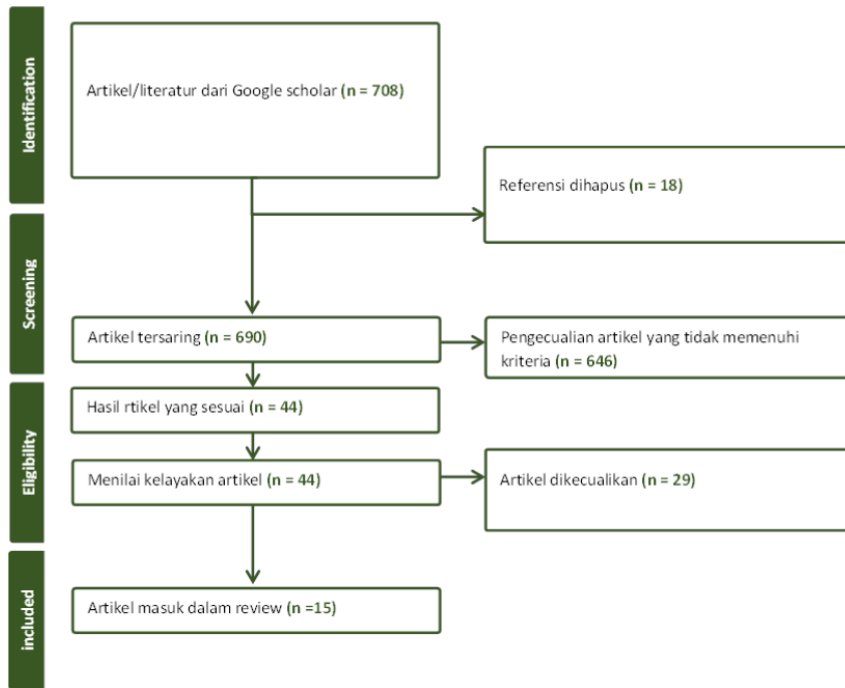 Identification
Artikel/literatur dari Google scholar (n = 708)
Referensi dihapus (n = 18)
Screening
Artikel tersaring (n = 690)
Pengecualian artikel yang tidak memenuhi
kriteria (n = 646)
Eligibility
Hasil rtikel yang sesuai (n = 44)
Menilai kelayakan artikel (n = 44)
Artikel dikecualikan (n = 29)
included
Artikel masuk dalam review (n =15)